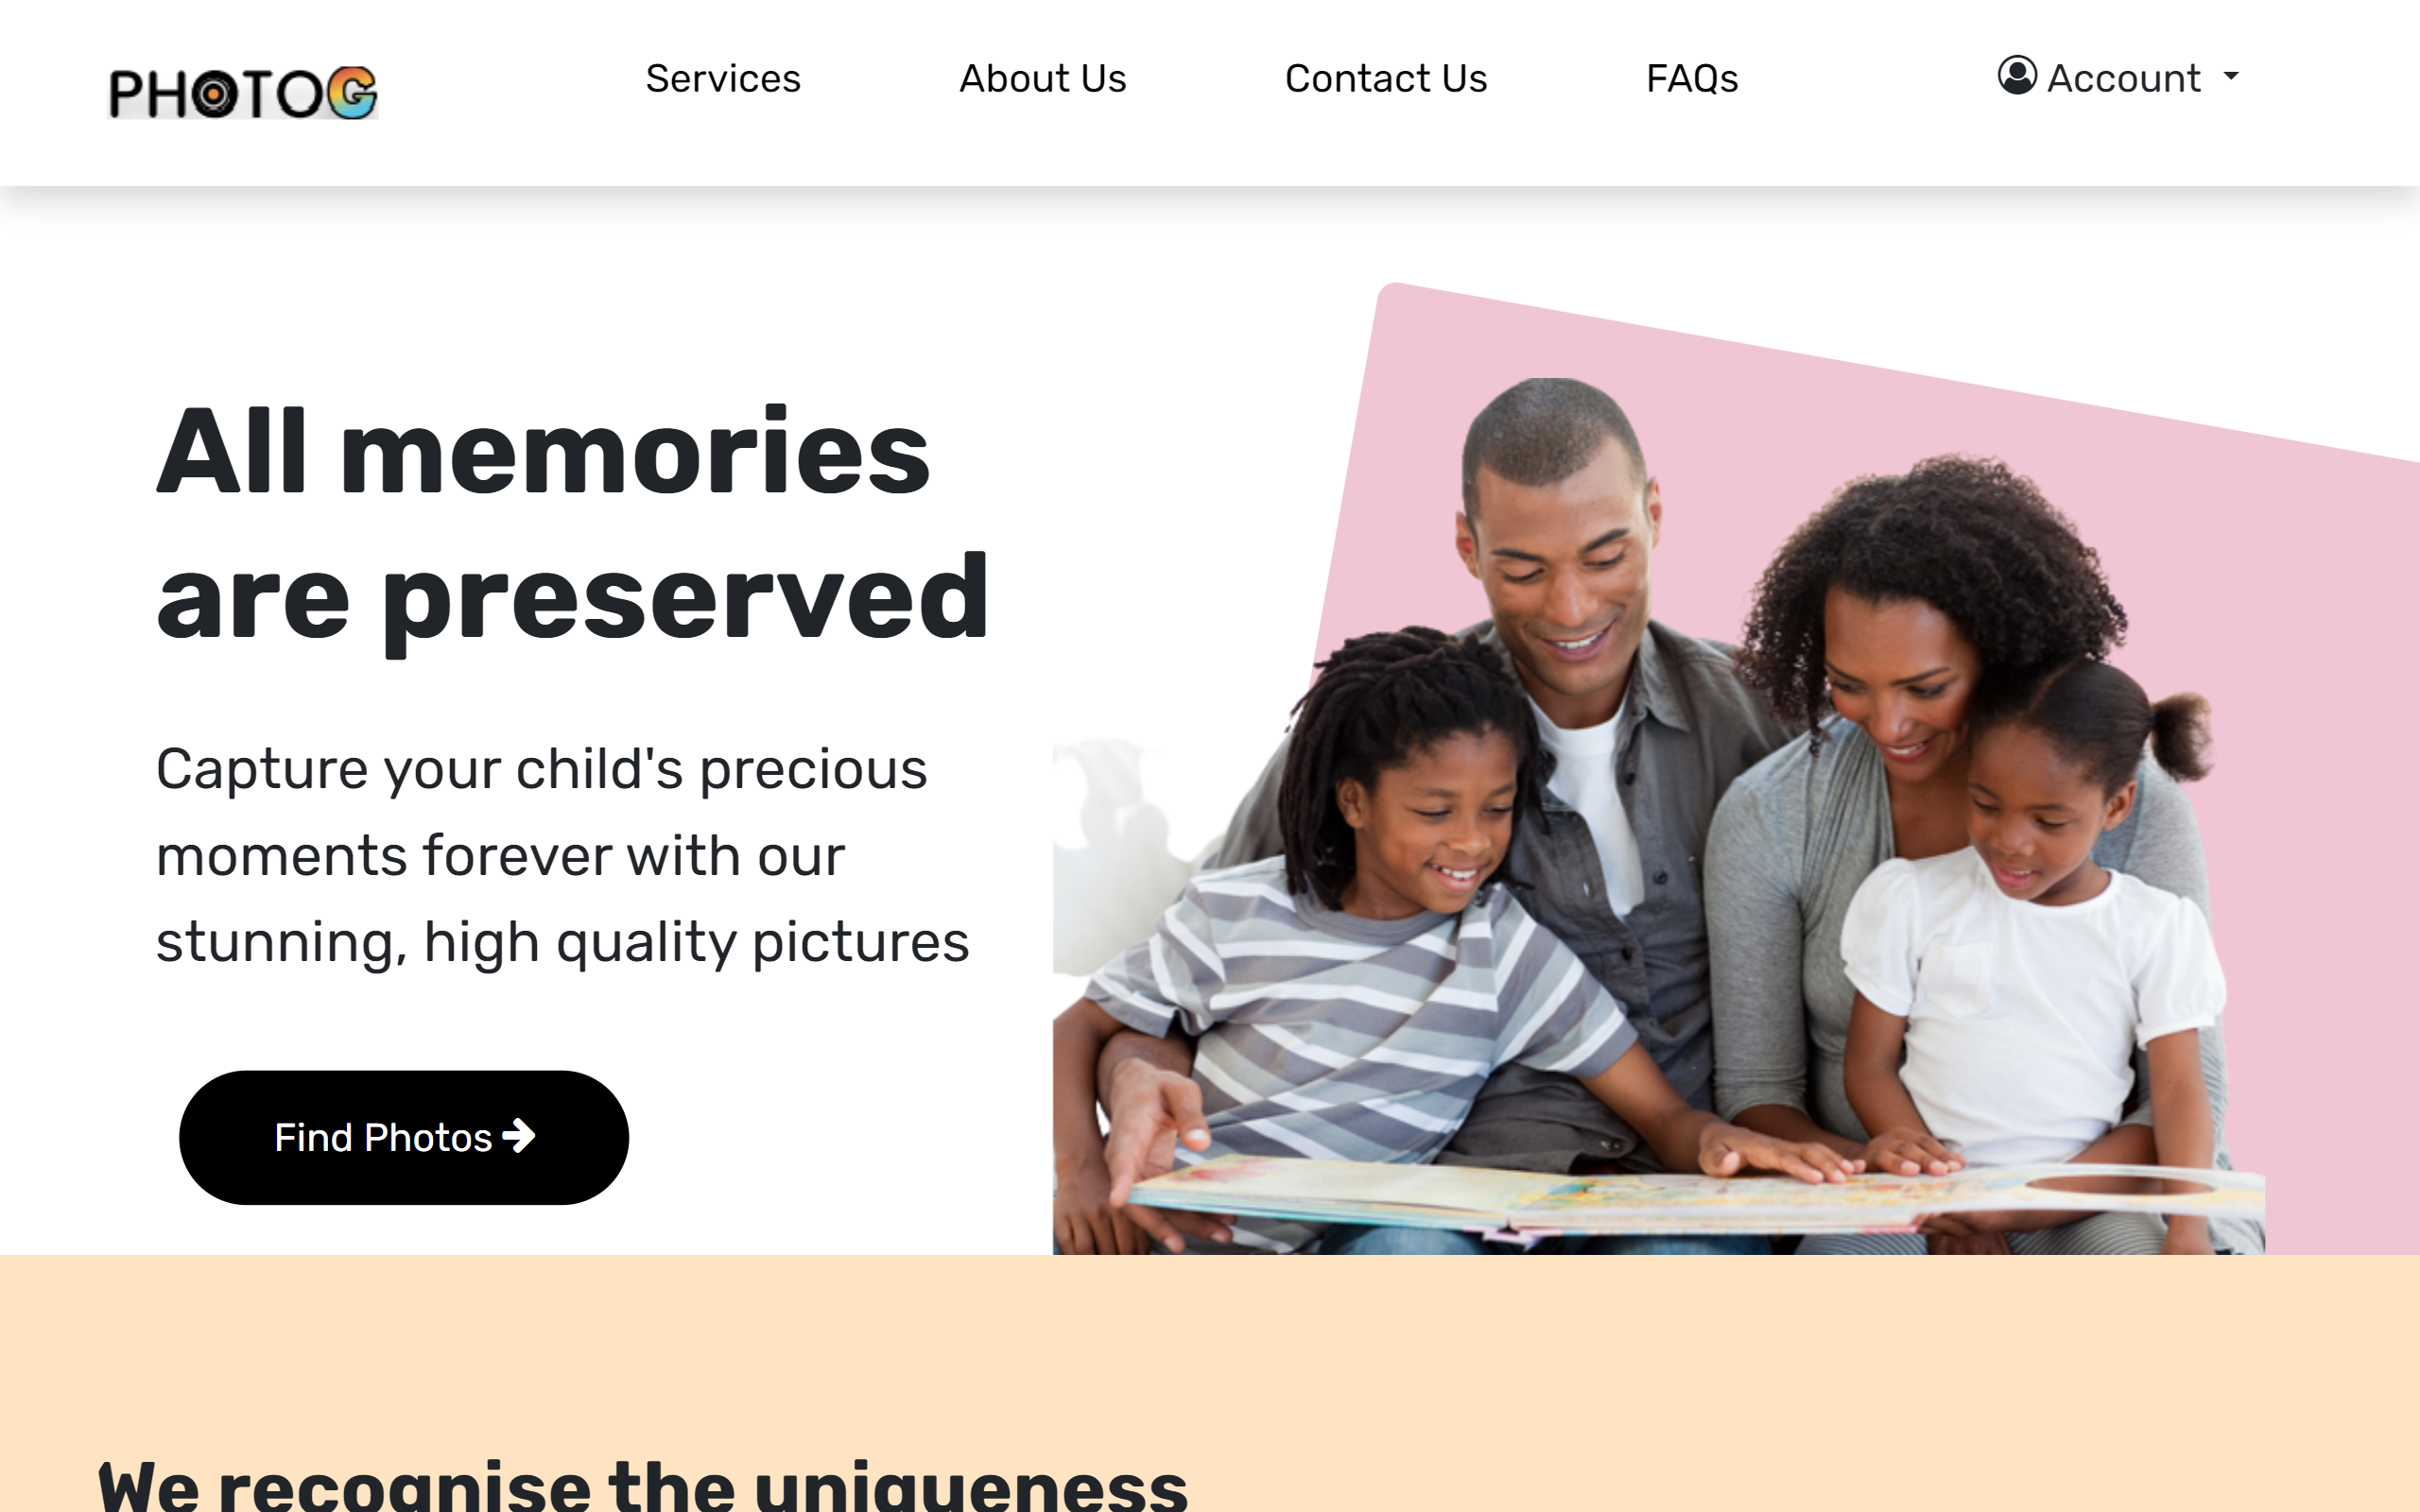 PHOTOG
Services
About Us
Contact Us
FAQs
Account
All memories
are preserved
Capture your child's precious
moments forever with our
stunning, high quality pictures
Find Photos
We recognise the uniqueness